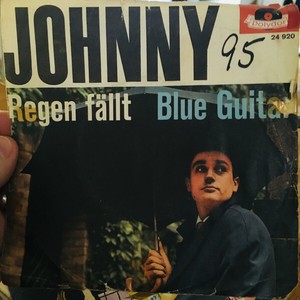 JOHNNY
95
Polydor
24 920
Regen fällt Blue Guitar